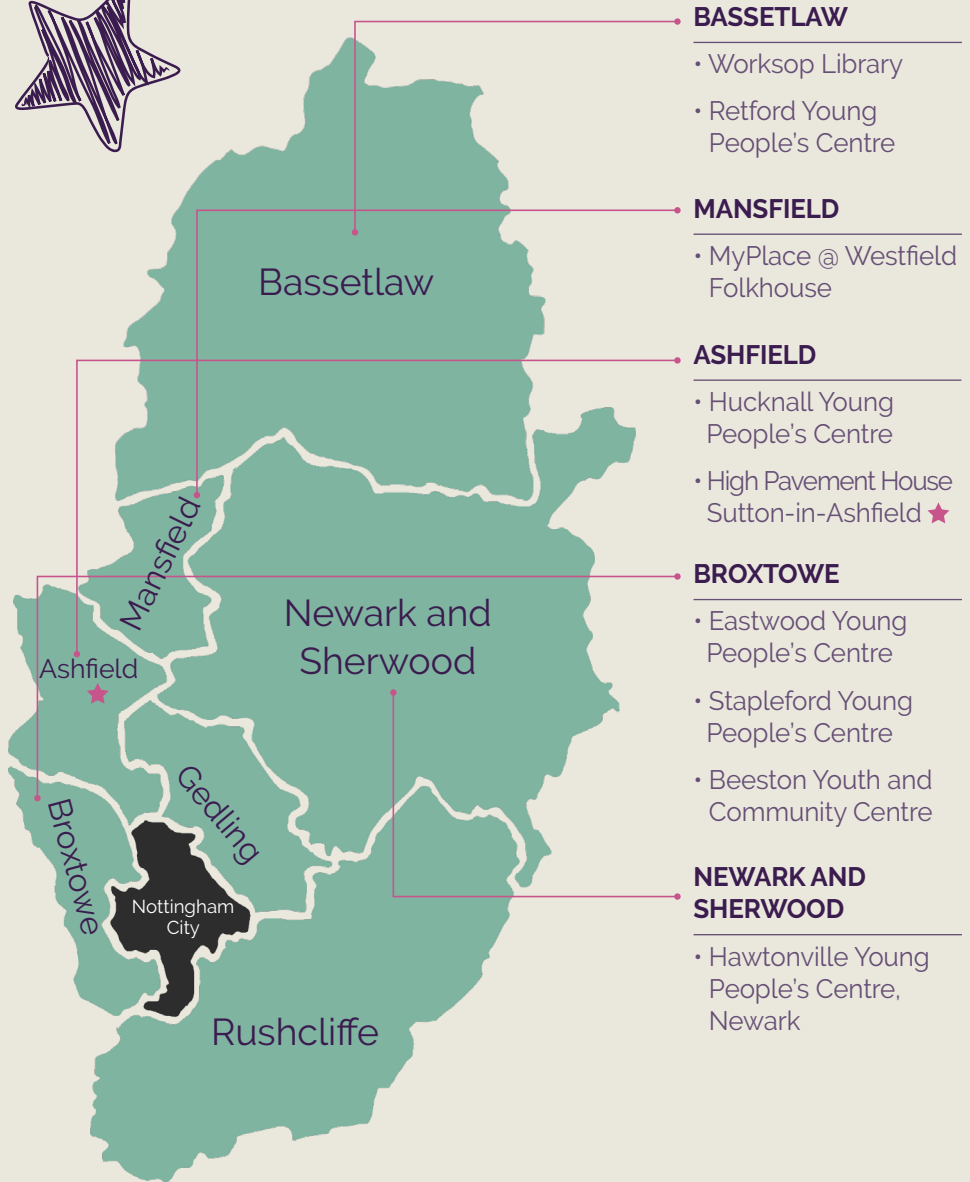 BASSETLAW
• Worksop Library
• Retford Young
People's Centre
MANSFIELD
• MyPlace @ Westfield
Folkhouse
ASHFIELD
• Hucknall Young
People's Centre
• High Pavement House
Sutton-in-Ashfield ★
BROXTOWE
• Eastwood Young
People's Centre
• Stapleford Young
People's Centre
• Beeston Youth and
Community Centre
NEWARK AND
SHERWOOD
• Hawtonville Young
People's Centre,
Newark
Bassetlaw
Mansfield
Newark and
Sherwood
Ashfield
Gedling
Broxtowe
Nottingham
City
Rushcliffe